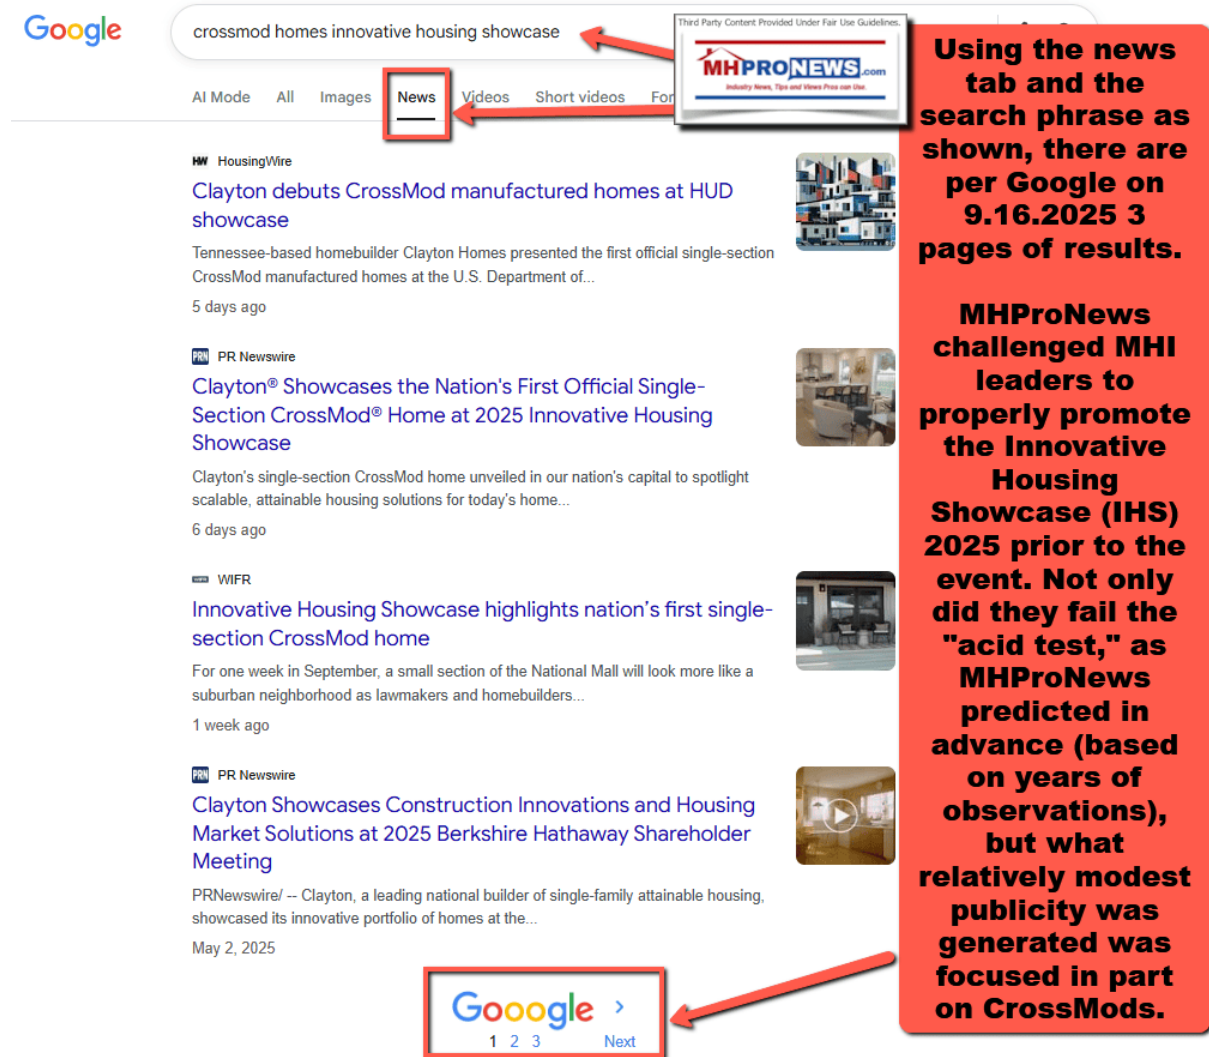 Google
crossmod homes innovative housing showcase
Third Party Content Provided Under Fair Use Guidelines.
MHPRONEWS.com
Industry News, Tips and Views Pros can Use.
AI Mode All Images News Videos Short videos For
HW HousingWire
Clayton debuts CrossMod manufactured homes at HUD
showcase
Tennessee-based homebuilder Clayton Homes presented the first official single-section
CrossMod manufactured homes at the U.S. Department of...
5 days ago
PRN PR Newswire
Clayton® Showcases the Nation's First Official Single-
Section CrossMod® Home at 2025 Innovative Housing
Showcase
Clayton's single-section CrossMod home unveiled in our nation's capital to spotlight
scalable, attainable housing solutions for today's home...
6 days ago
WIFR
Innovative Housing Showcase highlights nation's first single-
section CrossMod home
For one week in September, a small section of the National Mall will look more like a
suburban neighborhood as lawmakers and homebuilders...
1 week ago
PRN PR Newswire
Clayton Showcases Construction Innovations and Housing
Market Solutions at 2025 Berkshire Hathaway Shareholder
Meeting
PRNewswire/ -- Clayton, a leading national builder of single-family attainable housing,
showcased its innovative portfolio of homes at the...
May 2, 2025
Gooogle >
1 2 3 Next
Using the news
tab and the
search phrase as
shown, there are
per Google on
9.16.2025 3
pages of results.
MHProNews
challenged MHI
leaders to
properly promote
the Innovative
Housing
Showcase (IHS)
2025 prior to the
event. Not only
did they fail the
"acid test," as
MHProNews
predicted in
advance (based
on years of
observations),
but what
relatively modest
publicity was
generated was
focused in part
on CrossMods.